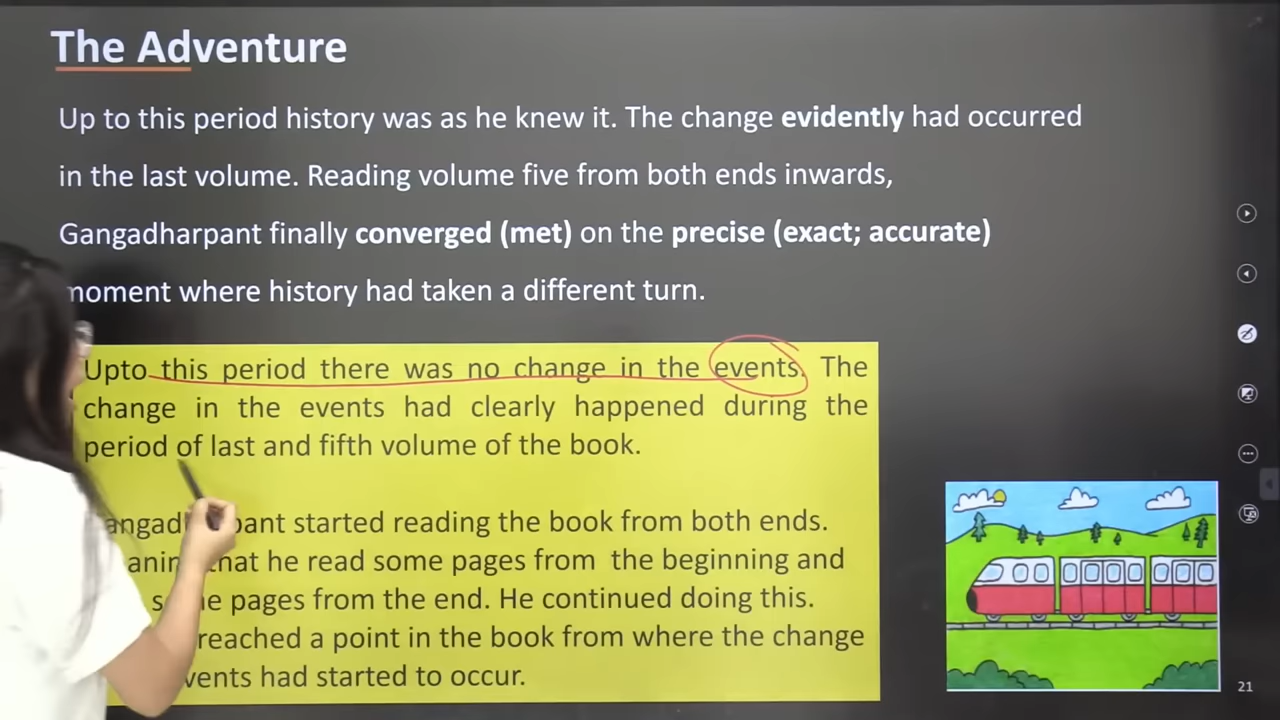 The Adventure
Up to this period history was as he knew it. The change evidently had occurred
in the last volume. Reading volume five from both ends inwards,
Gangadharpant finally converged (met) on the precise (exact; accurate)
moment where history had taken a different turn.
Upto this period there was no change in the events. The
change in the events had clearly happened during the
period of last and fifth volume of the book.
started reading the book from both ends.
that he read some pages from the beginning and
pages from the end. He continued doing this.
reached a point in the book from where the change
had started to occur.
21